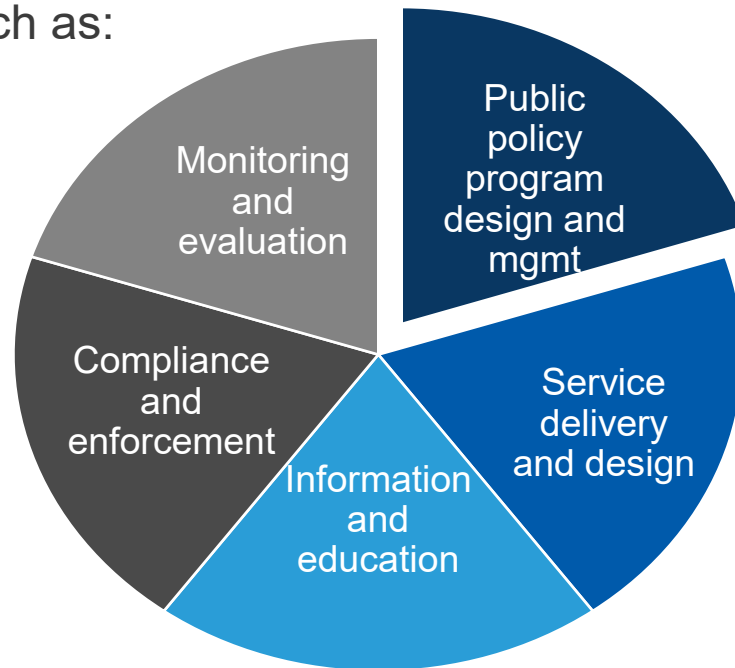 ch as:
Public
policy
program
design and
mgmt
Service
delivery
and design
Information
and
education
Compliance
and
enforcement
Monitoring
and
evaluation